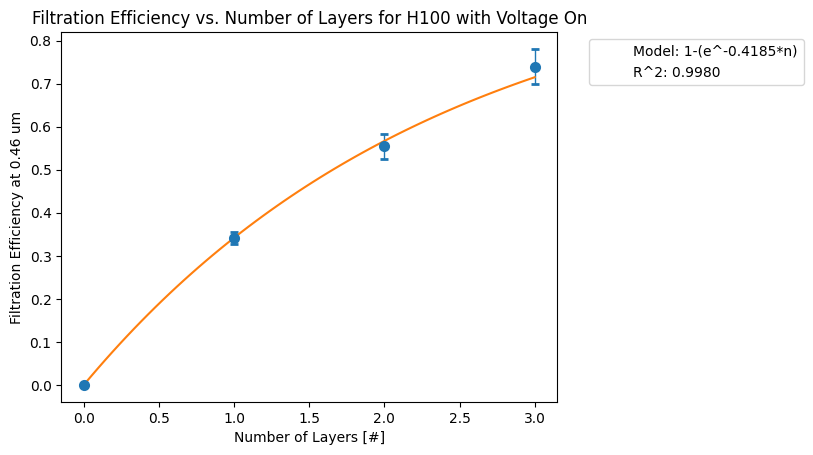 Filtration Efficiency vs. Number of Layers for H100 with Voltage On
Model: 1-(e^-0.4185*n)
R^2: 0.9980
Filtration Efficiency at 0.46 um
0.8
0.7
0.6
0.5
0.4
0.3
0.2
0.1
0.0
0.0 0.5 1.0 1.5 2.0 2.5 3.0
Number of Layers [#]